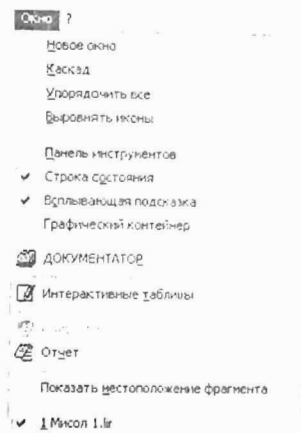 Окно ?
Новое окно
Каскад
Упорядочить все
Выровнять иконы
Панель инструментов
Строка состояния
Всплывающая подсказка
Графический контейнер
ДОКУМЕНТАТОР
Интерактивные таблицы
Отчет
Показать местоположение фрагмента
1 Мисол 1.lir